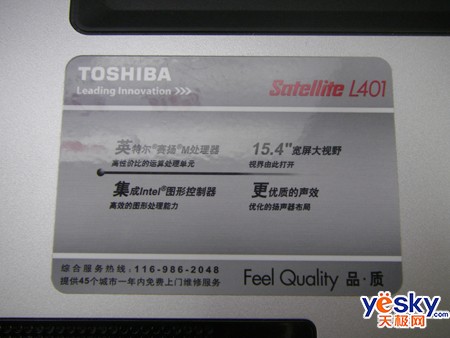 TOSHIBA
Leading Innovation >>>
Satellite L401
英特尔®赛扬®M处理器
高性价比的运算处理单元
15.4"宽屏大视野
视界由此打开
集成Intel®图形控制器
高效的图形处理能力
更优质的声效
优化的扬声器布局
综合服务热线:116-986-2048
提供45个城市一年内免费上门维修服务
Feel Quality 品·质
yesky
天极网.com